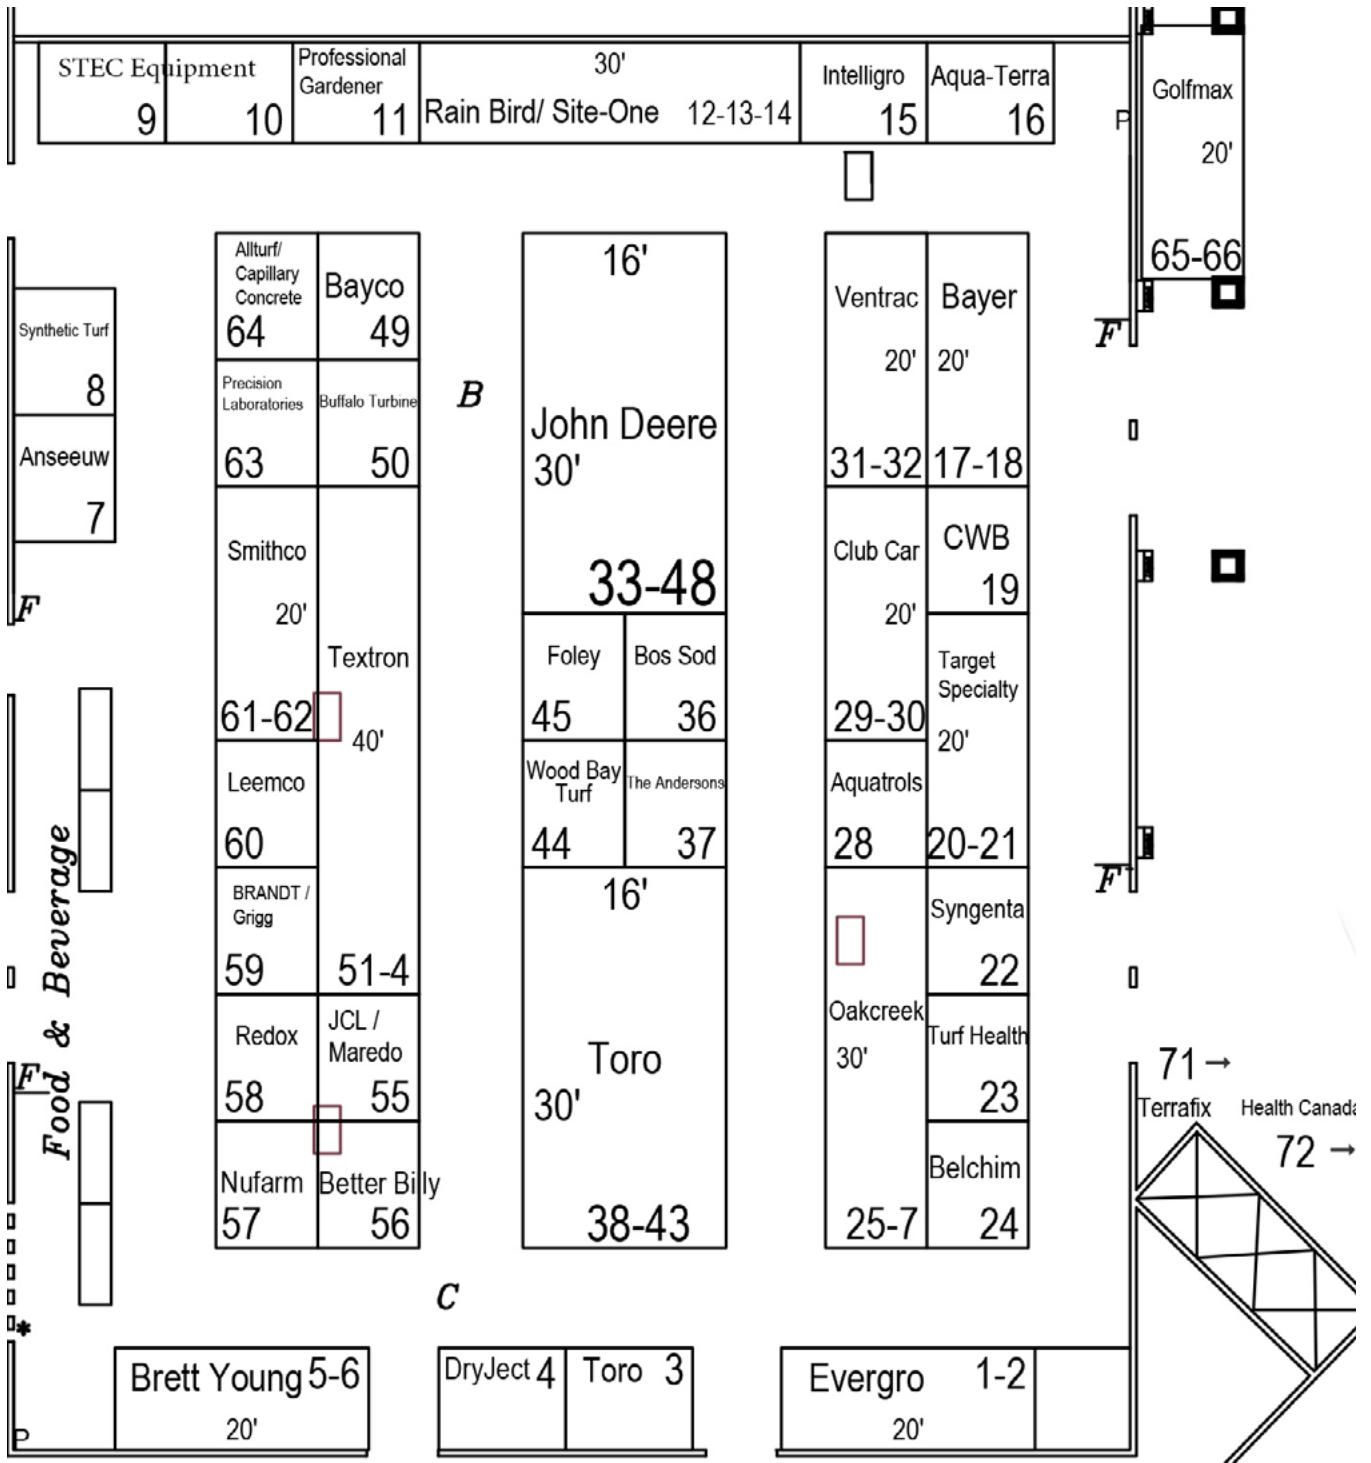 STEC Equipment
9
10
Professional
Gardener
11
30'
Rain Bird/ Site-One 12-13-14
Intelligro
15
Aqua-Terra
16
P
Golfmax
20'
65-66
Synthetic Turf
8
Anseeuw
7
F
Allturf/
Capillary
Concrete
64
Bayco
49
Precision
Laboratories
63
Buffalo Turbine
50
Smithco
20'
61-62
Textron
40'
51-4
Leemco
60
BRANDT /
Grigg
59
Redox
58
JCL /
Maredo
55
Nufarm
57
Better Billy
56
B
16'
John Deere
30'
33-48
Foley
45
Bos Sod
36
Wood Bay
Turf
44
The Andersons
37
16'
Toro
30'
38-43
Ventrac
20'
31-32
Bayer
20'
17-18
Club Car
20'
29-30
CWB
19
Target
Specialty
20'
20-21
Aquatrols
28
Syngenta
22
Oakcreek
30'
25-7
Turf Health
23
Belchim
24
F
F
Food & Beverage
F
71 →
Terrafix
Health Canada
72 →
C
*
Brett Young 5-6
20'
DryJect 4
Toro 3
Evergro 1-2
20'
P